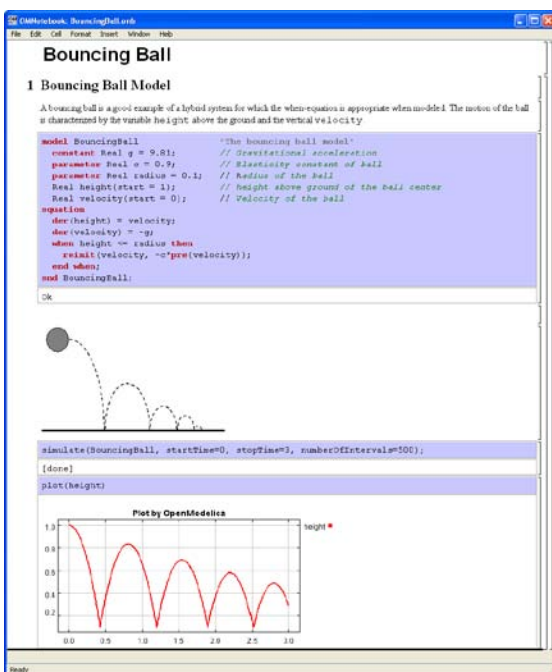 OMNotebook: BouncingBall.onb
File Edit Cell Format Insert Window Help
Bouncing Ball
1 Bouncing Ball Model
A bouncing ball is a good example of a hybrid system for which the when-equation is appropriate when modeled. The motion of the ball
is characterized by the variable height above the ground and the vertical velocity.
model BouncingBall "The bouncing ball model"
constant Real g = 9.81; // Gravitational acceleration
parameter Real c = 0.9; // Elasticity constant of ball
parameter Real radius = 0.1; // Radius of the ball
Real height(start = 1); // height above ground of the ball center
Real velocity(start = 0); // Velocity of the ball
equation
der(height) = velocity;
der(velocity) = -g;
when height <= radius then
reinit(velocity, -c*pre(velocity));
end when;
end BouncingBall;
Ok
simulate(BouncingBall, startTime=0, stopTime=3, numberOfIntervals=500);
[done]
plot(height)
Plot by OpenModelica
height
1.0
0.8
0.6
0.4
0.2
0.0 0.5 1.0 1.5 2.0 2.5 3.0
Ready